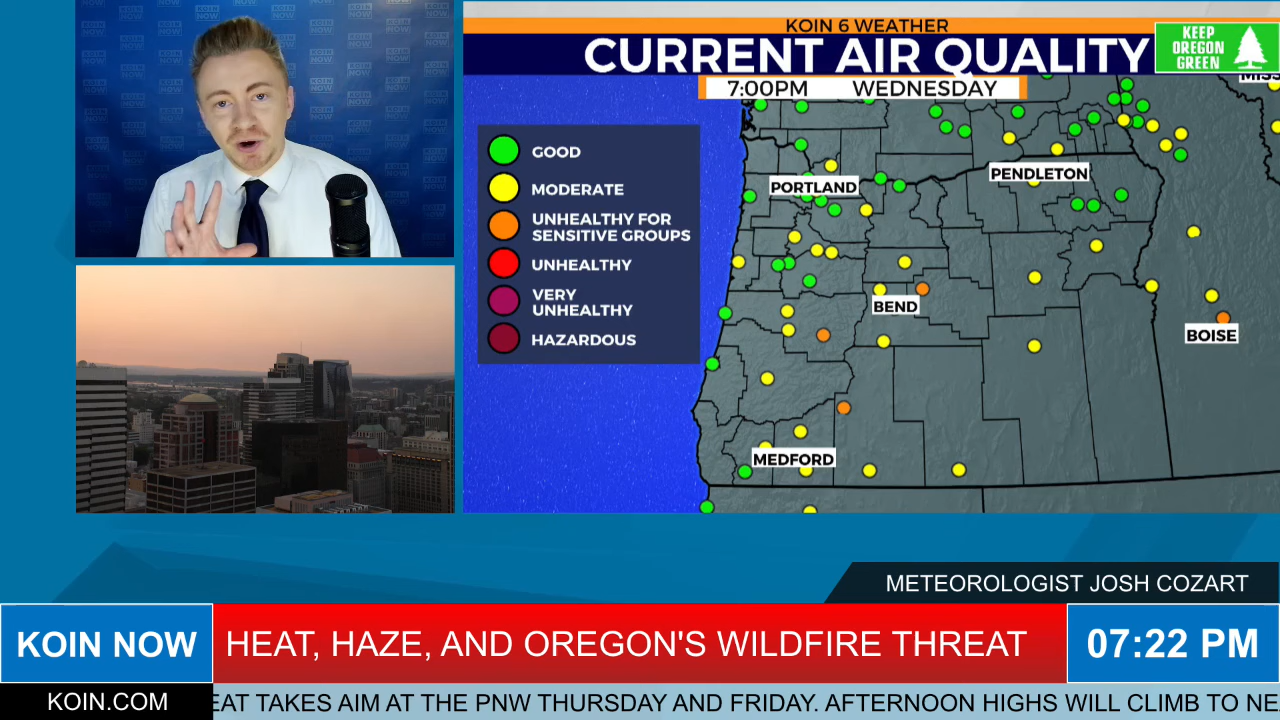 KOIN 6 WEATHER
CURRENT AIR QUALITY
KEEP
OREGON
GREEN
7:00PM WEDNESDAY
GOOD
MODERATE
UNHEALTHY FOR
SENSITIVE GROUPS
UNHEALTHY
VERY
UNHEALTHY
HAZARDOUS
PORTLAND
PENDLETON
BEND
BOISE
MEDFORD
KOIN
NOW
METEOROLOGIST JOSH COZART
KOIN NOW
HEAT, HAZE, AND OREGON'S WILDFIRE THREAT
07:22 PM
KOIN.COM
EAT TAKES AIM AT THE PNW THURSDAY AND FRIDAY. AFTERNOON HIGHS WILL CLIMB TO NE